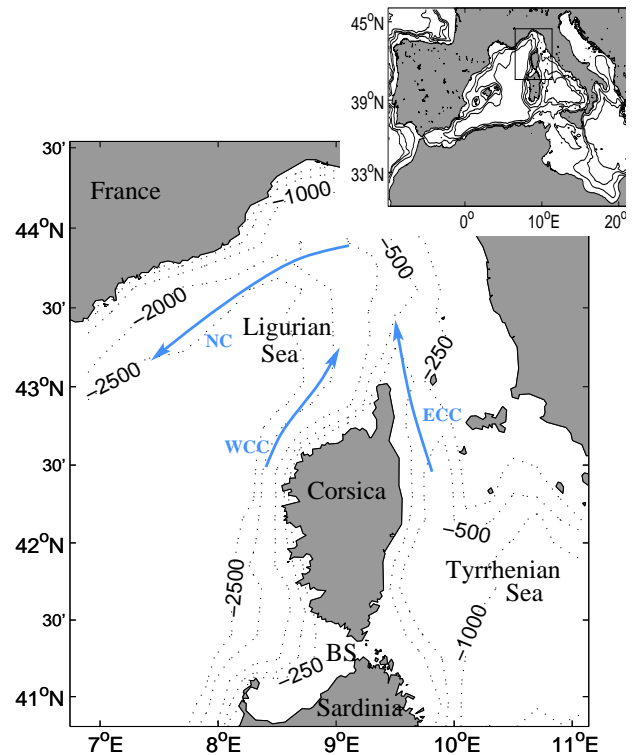 45°N
39°N
33°N
0°
10°E
20°E
30'
44°N
30'
43°N
30'
42°N
30'
41°N
France
−1000
−500
−2000
−2500
NC
Ligurian
Sea
−250
WCC
ECC
Corsica
−500
−2500
Tyrrhenian
Sea
−1000
BS
−250
Sardinia
7°E
8°E
9°E
10°E
11°E